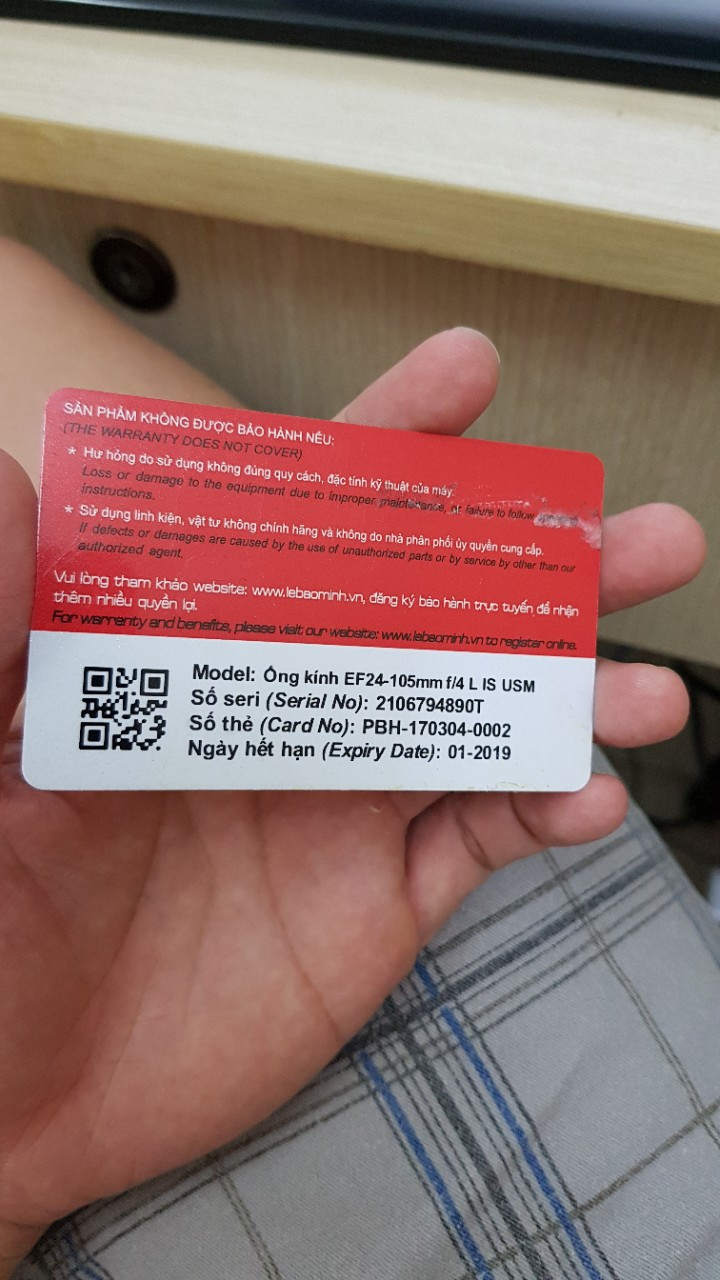 SẢN PHẨM KHÔNG ĐƯỢC BẢO HÀNH NẾU:
(THE WARRANTY DOES NOT COVER)
* Hư hỏng do sử dụng không đúng quy cách, đặc tính kỹ thuật của máy.
Loss or damage to the equipment due to improper maintenance, or failure to follow
instructions.
* Sử dụng linh kiện, vật tư không chính hãng và không do nhà phân phối ủy quyền cung cấp.
If defects or damages are caused by the use of unauthorized parts or by service by other than our
authorized agent.
Vui lòng tham khảo website: www.lebaominh.vn, đăng ký bảo hành trực tuyến để nhận
thêm nhiều quyền lợi.
For warrenty and benefits, please visit our website: www.lebaominh.vn to register online.
Model: Ống kính EF24-105mm f/4 L IS USM
Số seri (Serial No): 2106794890T
Số thẻ (Card No): PBH-170304-0002
Ngày hết hạn (Expiry Date): 01-2019